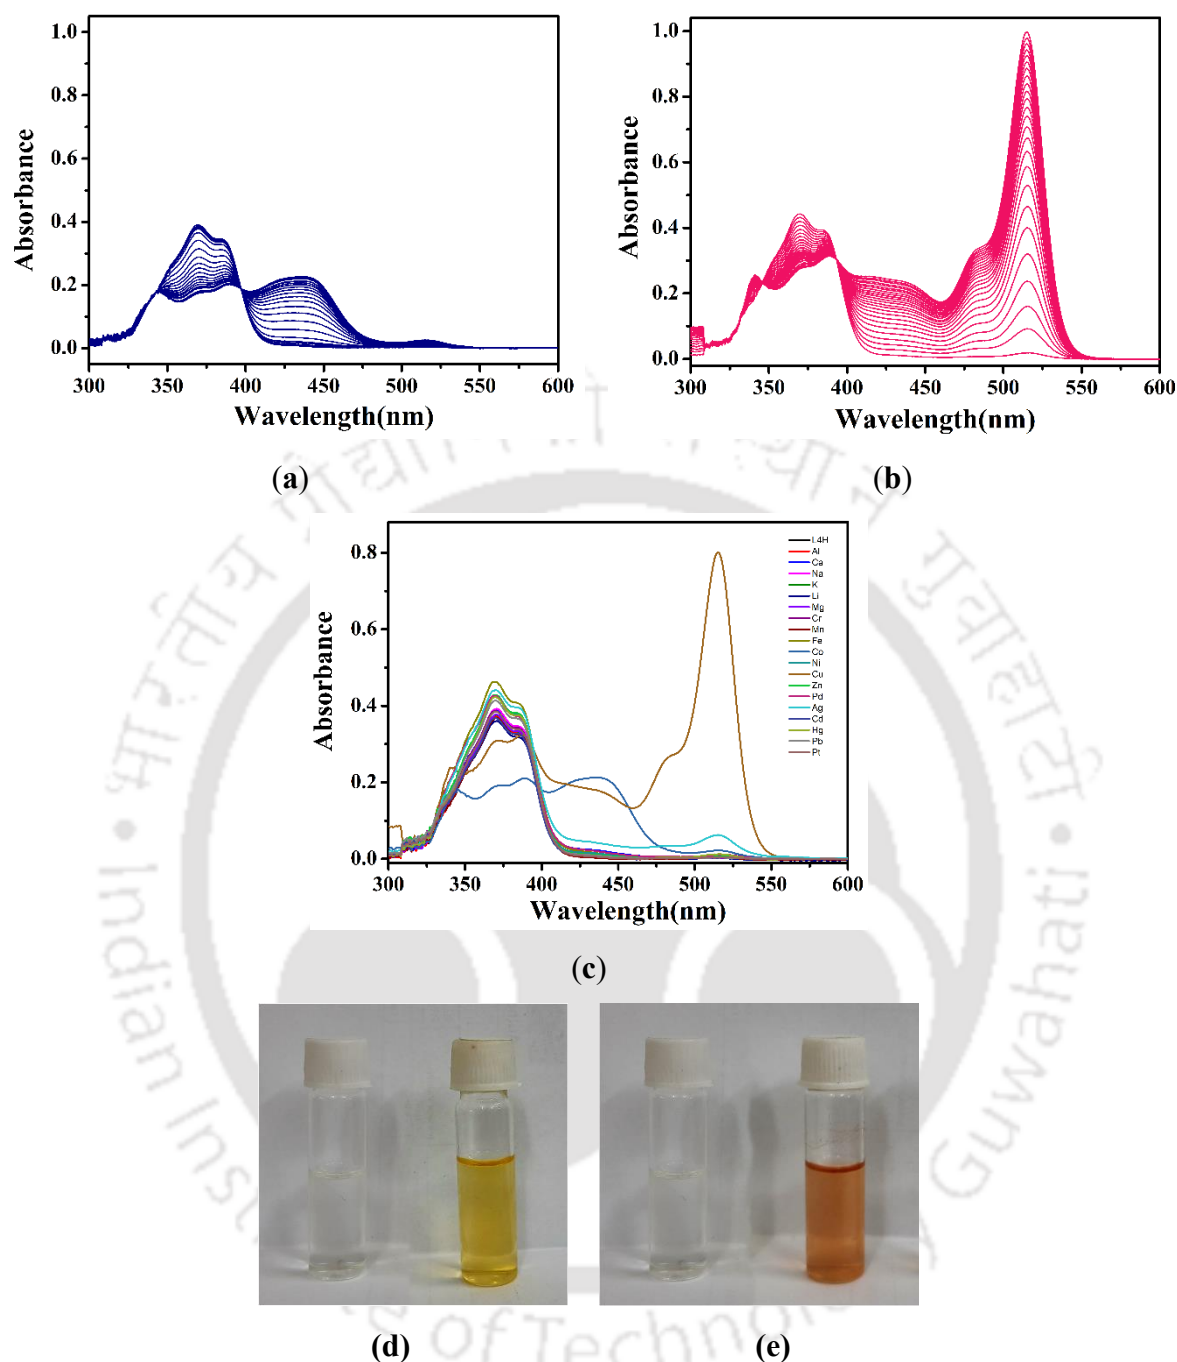 1.0
0.8
0.6
0.4
0.2
0.0
Absorbance
300 350 400 450 500 550 600
Wavelength(nm)
(a)
1.0
0.8
0.6
0.4
0.2
0.0
Absorbance
300 350 400 450 500 550 600
Wavelength(nm)
(b)
0.8
0.6
0.4
0.2
0.0
Absorbance
L4H
Al
Ca
Na
K
Li
Mg
Cr
Mn
Fe
Co
Ni
Cu
Zn
Pd
Ag
Cd
Hg
Pb
Pt
300 350 400 450 500 550 600
Wavelength(nm)
(c)
(d)
(e)
Indian Institute of Technology Guwahati